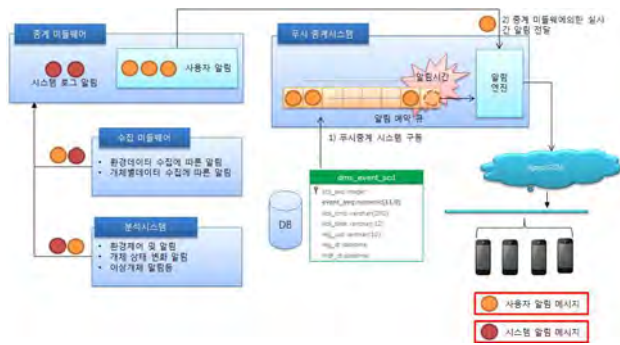 중계 미들웨어
시스템 로그 알림
사용자 알림
수집 미들웨어
• 환경데이터 수집에 따른 알림
• 개체별데이터 수집에 따른 알림
분석시스템
• 환경제어 및 알림
• 개체 상태 변화 알림
• 이상개체 알림등
푸시 중계시스템
알림시간
알림 예약 큐
알림
엔진
2) 중계 미들웨어에의한 실시
간 알림 전달
1) 푸시중계 시스템 구동
DB
dms_event_scd
사용자 알림 메시지
시스템 알림 메시지